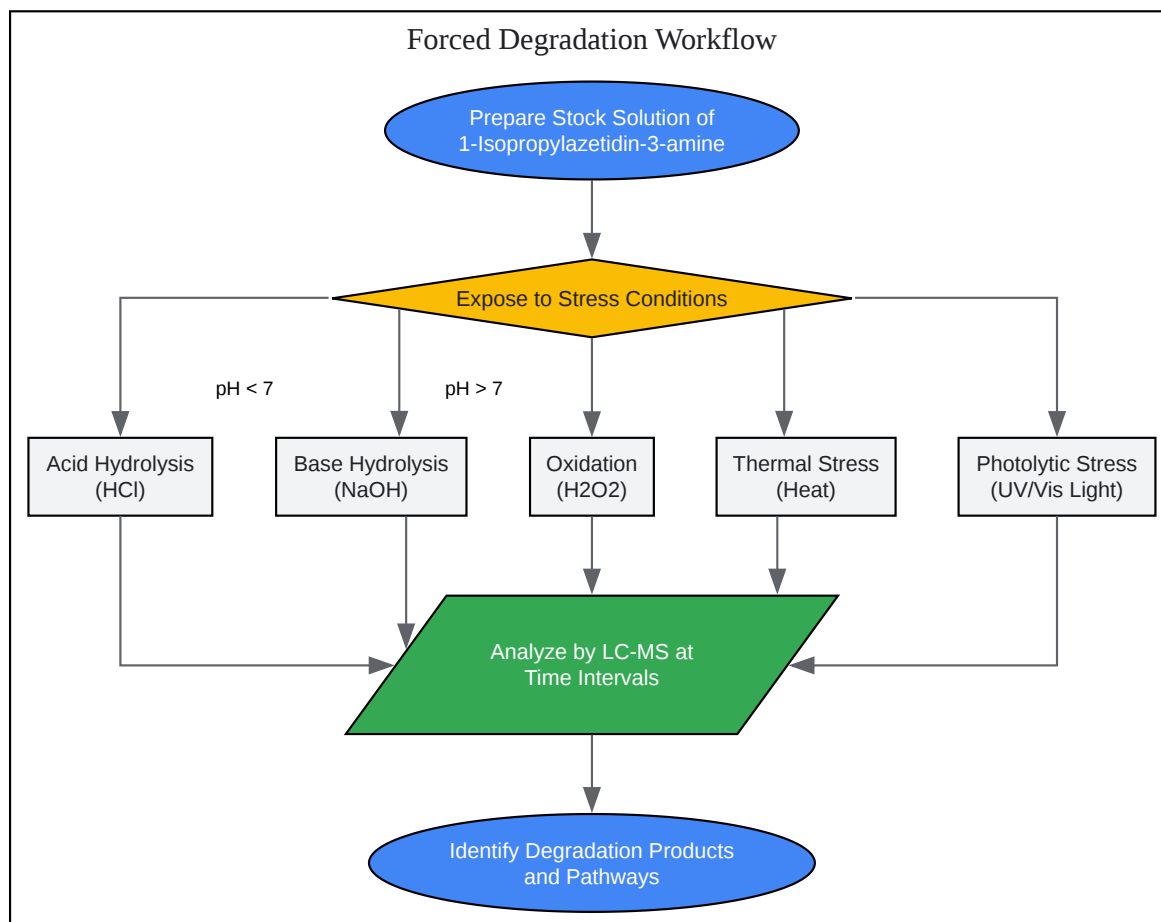 Forced Degradation Workflow
Prepare Stock Solution of
1-Isopropylazetidin-3-amine
Expose to Stress Conditions
pH < 7
pH > 7
Acid Hydrolysis
(HCl)
Base Hydrolysis
(NaOH)
Oxidation
(H2O2)
Thermal Stress
(Heat)
Photolytic Stress
(UV/Vis Light)
Analyze by LC-MS at
Time Intervals
Identify Degradation Products
and Pathways